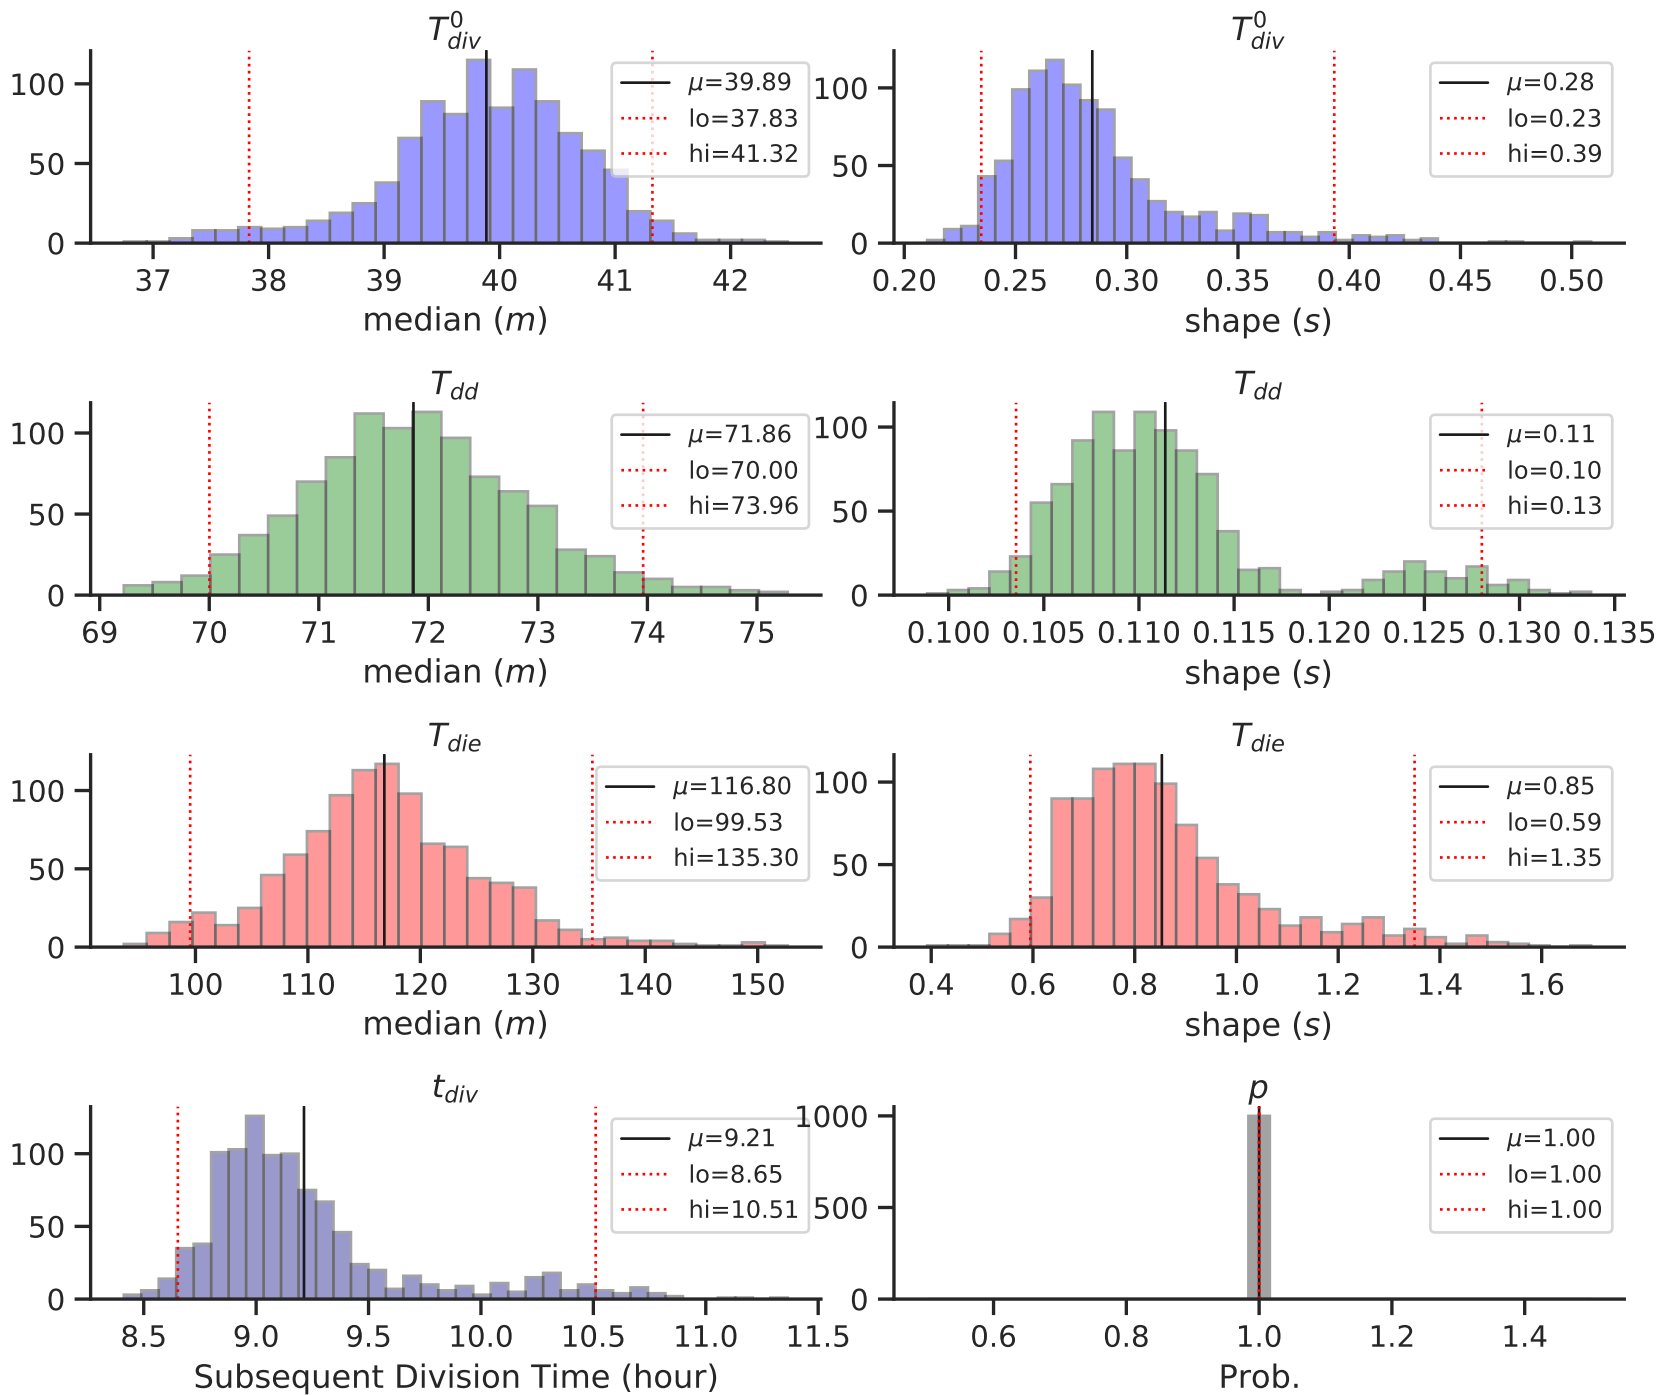 T⁰div
100
50
0
μ=39.89
lo=37.83
hi=41.32
37 38 39 40 41 42
median (m)
T⁰div
100
50
0
μ=0.28
lo=0.23
hi=0.39
0.20 0.25 0.30 0.35 0.40 0.45 0.50
shape (s)
Tdd
100
50
0
μ=71.86
lo=70.00
hi=73.96
69 70 71 72 73 74 75
median (m)
Tdd
100
50
0
μ=0.11
lo=0.10
hi=0.13
0.100 0.105 0.110 0.115 0.120 0.125 0.130 0.135
shape (s)
Tdie
100
50
0
μ=116.80
lo=99.53
hi=135.30
100 110 120 130 140 150
median (m)
Tdie
100
50
0
μ=0.85
lo=0.59
hi=1.35
0.4 0.6 0.8 1.0 1.2 1.4 1.6
shape (s)
tdiv
100
50
0
μ=9.21
lo=8.65
hi=10.51
8.5 9.0 9.5 10.0 10.5 11.0 11.5
Subsequent Division Time (hour)
p
1000
500
0
μ=1.00
lo=1.00
hi=1.00
0.6 0.8 1.0 1.2 1.4
Prob.